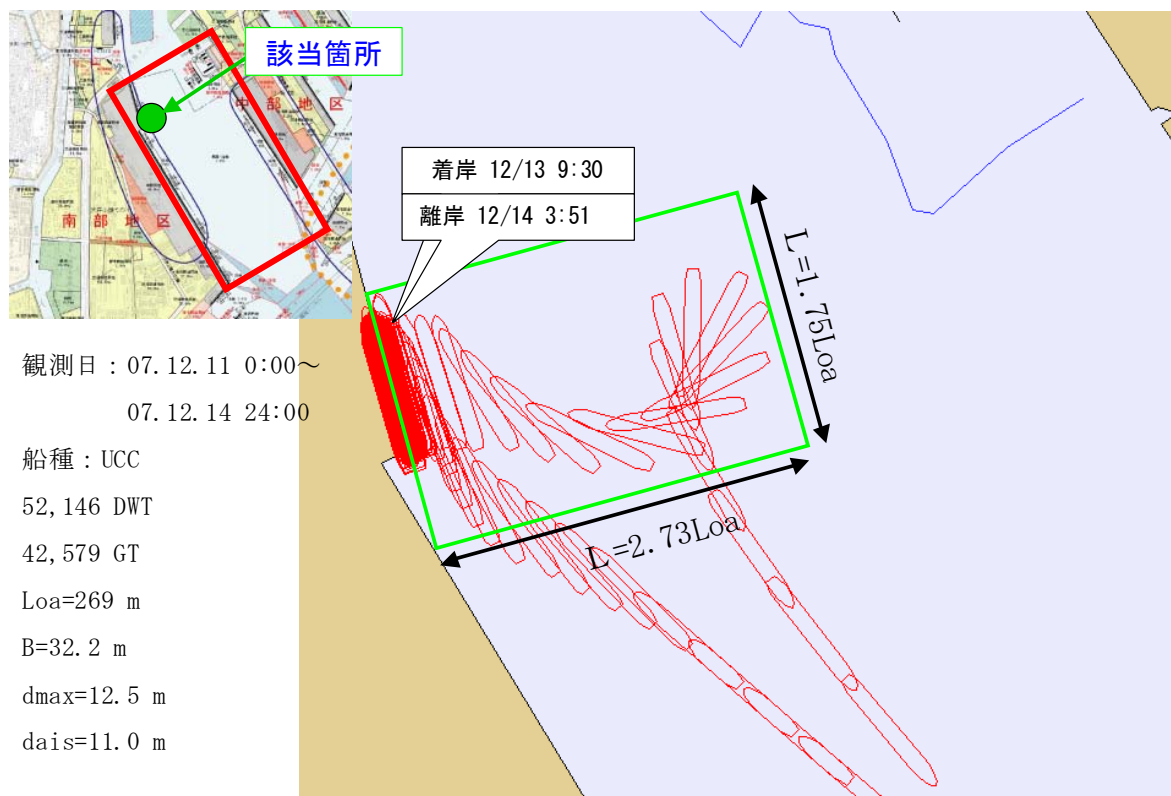 該当箇所
中部地区
南部地区
着岸 12/13 9:30
離岸 12/14 3:51
L=1.75Loa
L=2.73Loa
観測日：07.12.11 0:00～
07.12.14 24:00
船種：UCC
52,146 DWT
42,579 GT
Loa=269 m
B=32.2 m
dmax=12.5 m
dais=11.0 m